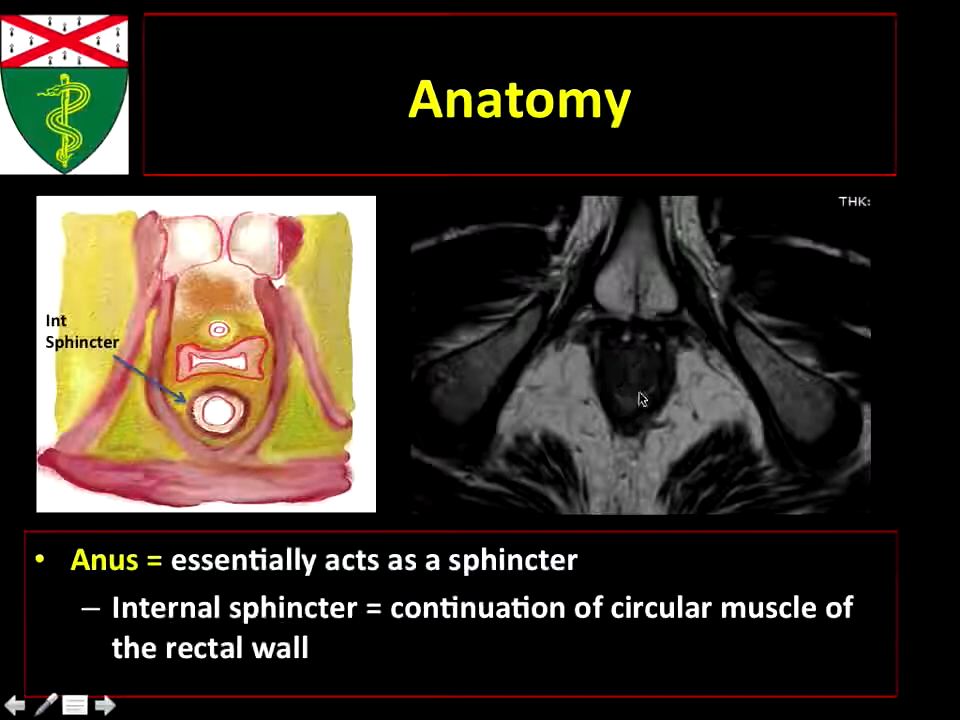 Anatomy
THK:
Int
Sphincter
• Anus = essentially acts as a sphincter
– Internal sphincter = continuation of circular muscle of
the rectal wall